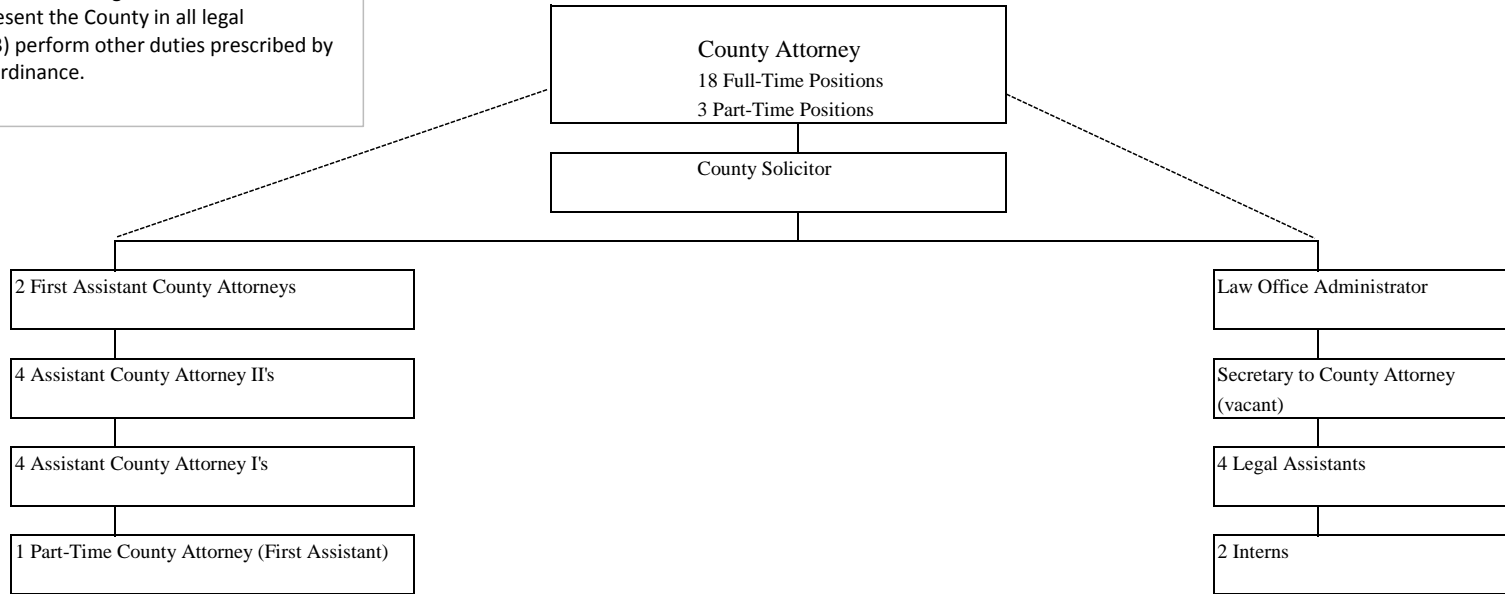 resent the County in all legal
) perform other duties prescribed by
rdinance.
County Attorney
18 Full-Time Positions
3 Part-Time Positions
County Solicitor
2 First Assistant County Attorneys
4 Assistant County Attorney II's
4 Assistant County Attorney I's
1 Part-Time County Attorney (First Assistant)
Law Office Administrator
Secretary to County Attorney
(vacant)
4 Legal Assistants
2 Interns